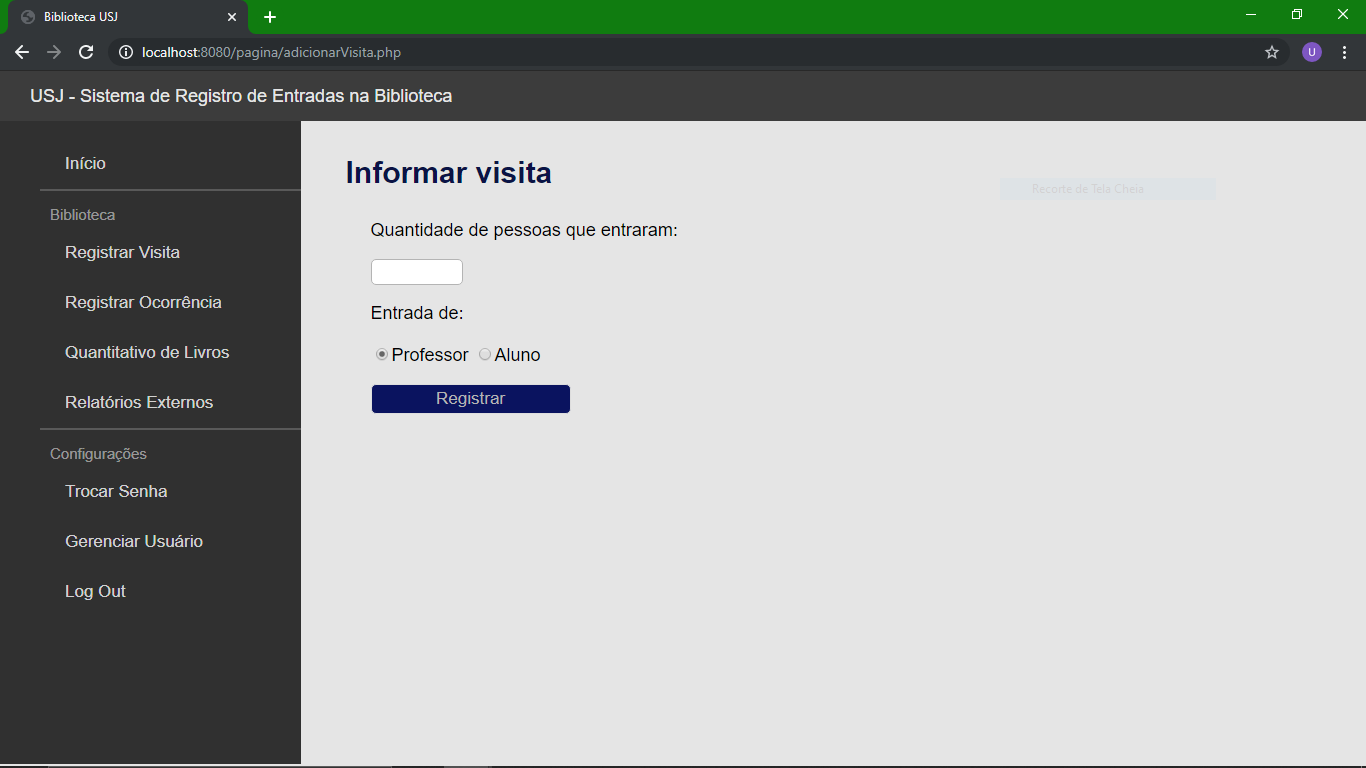 Biblioteca USJ
localhost:8080/pagina/adicionarVisita.php
U
USJ - Sistema de Registro de Entradas na Biblioteca
Início
Biblioteca
Registrar Visita
Registrar Ocorrência
Quantitativo de Livros
Relatórios Externos
Configurações
Trocar Senha
Gerenciar Usuário
Log Out
Informar visita
Recorte de Tela Cheia
Quantidade de pessoas que entraram:
Entrada de:
Professor Aluno
Registrar